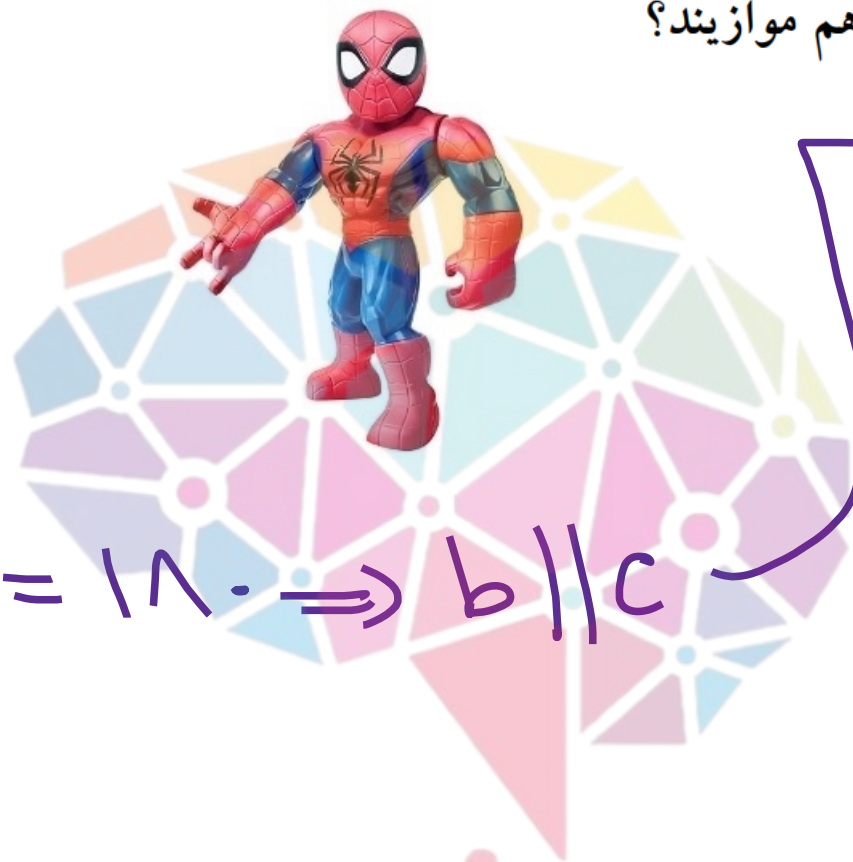 هم موازیند؟
= ۱۸۰ ⇒ b || c